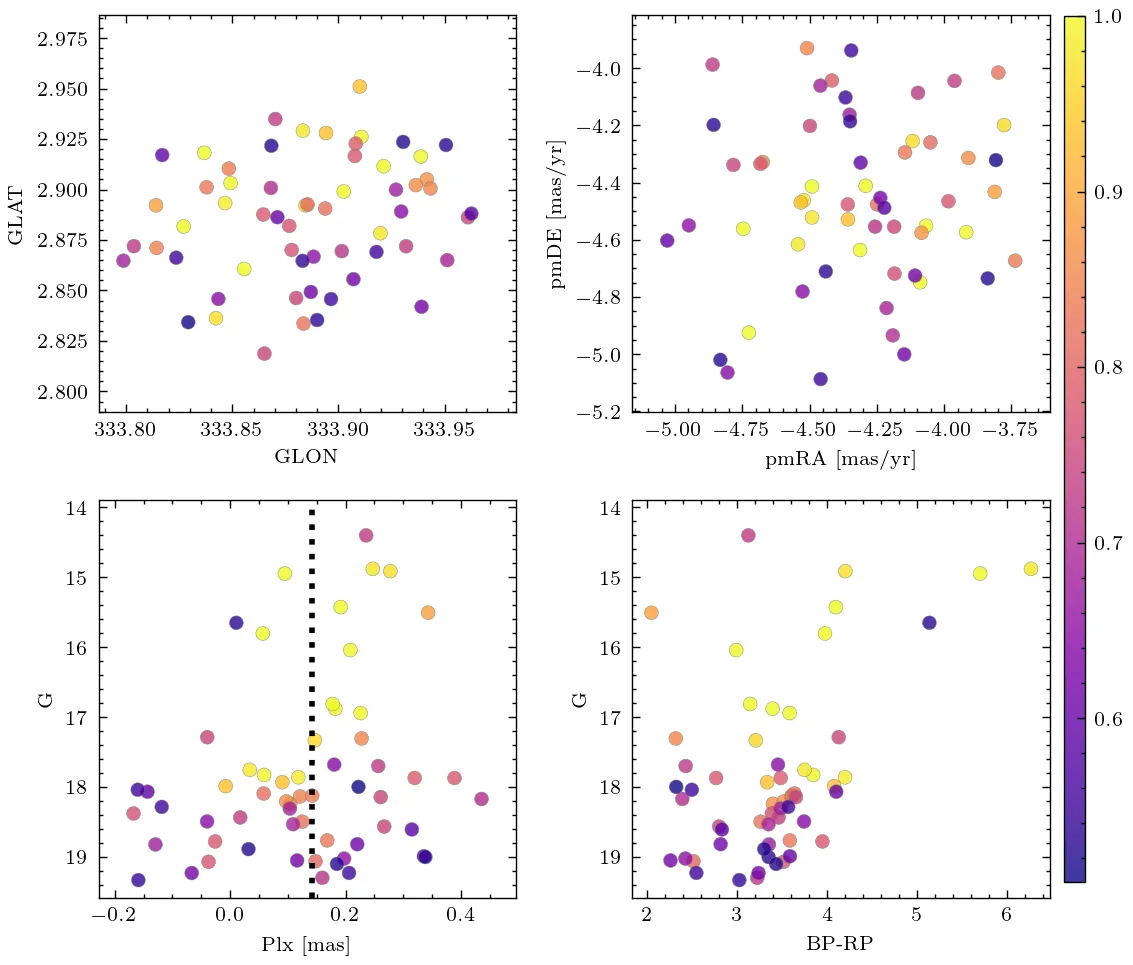 2.975
2.950
2.925
2.900
2.875
2.850
2.825
2.800
GLAT
333.80 333.85 333.90 333.95
GLON
−4.0
−4.2
−4.4
−4.6
−4.8
−5.0
−5.2
pmDE [mas/yr]
−5.00 −4.75 −4.50 −4.25 −4.00 −3.75
pmRA [mas/yr]
14
15
16
17
18
19
G
−0.2 0.0 0.2 0.4
Plx [mas]
14
15
16
17
18
19
G
2 3 4 5 6
BP-RP
1.0
0.9
0.8
0.7
0.6